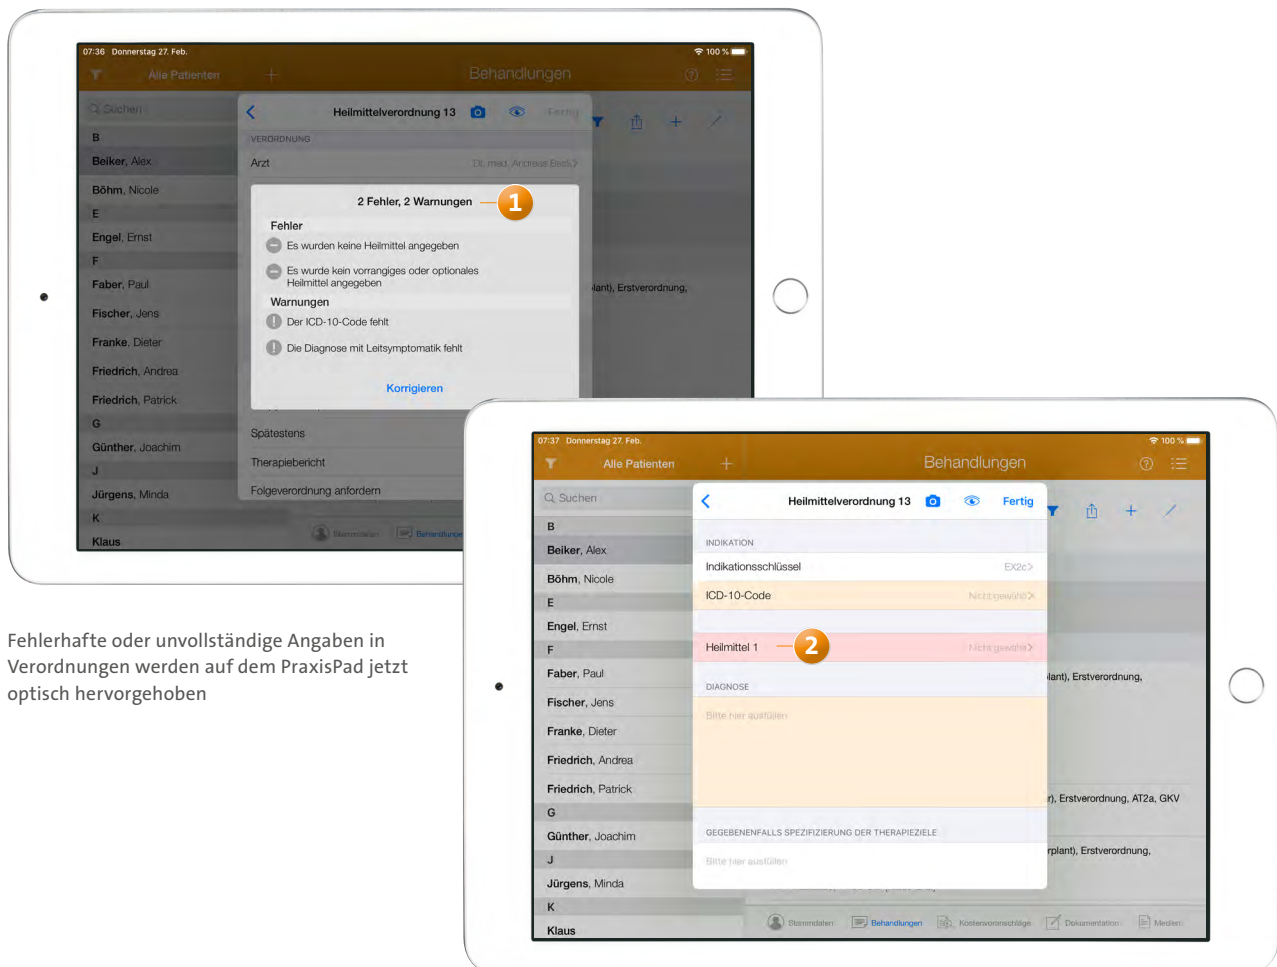 07:36 Donnerstag 27. Feb.
100 %
Alle Patienten
Behandlungen
Suchen
B
Beiker, Alex
Böhm, Nicole
E
Engel, Ernst
F
Faber, Paul
Fischer, Jens
Franke, Dieter
Friedrich, Andrea
Friedrich, Patrick
G
Günther, Joachim
J
Jürgens, Minda
K
Klaus
Heilmittelverordnung 13
Fertig
VERORDNUNG
Arzt
Dr. med. Andreas
2 Fehler, 2 Warnungen
1
Fehler
Es wurden keine Heilmittel angegeben
Es wurde kein vorrangiges oder optionales
Heilmittel angegeben
Warnungen
Der ICD-10-Code fehlt
Die Diagnose mit Leitsymptomatik fehlt
Korrigieren
Spätestens
Therapiebericht
Folgeverordnung anfordern
lant), Erstverordnung,
Stammdaten
Behandlungen
Fehlerhafte oder unvollständige Angaben in
Verordnungen werden auf dem PraxisPad jetzt
optisch hervorgehoben
07:37 Donnerstag 27. Feb.
100 %
Alle Patienten
Behandlungen
Suchen
B
Beiker, Alex
Böhm, Nicole
E
Engel, Ernst
F
Faber, Paul
Fischer, Jens
Franke, Dieter
Friedrich, Andrea
Friedrich, Patrick
G
Günther, Joachim
J
Jürgens, Minda
K
Klaus
Heilmittelverordnung 13
Fertig
INDIKATION
Indikationsschlüssel
EX2c
ICD-10-Code
Nicht gewählt
Heilmittel 1
2
Nicht gewählt
DIAGNOSE
Bitte hier ausfüllen
GEGEBENENFALLS SPEZIFIZIERUNG DER THERAPIEZIELE
Bitte hier ausfüllen
lant), Erstverordnung,
r), Erstverordnung, AT2a, GKV
rplant), Erstverordnung,
Stammdaten
Behandlungen
Kostenvoranschläge
Dokumentation
Medien